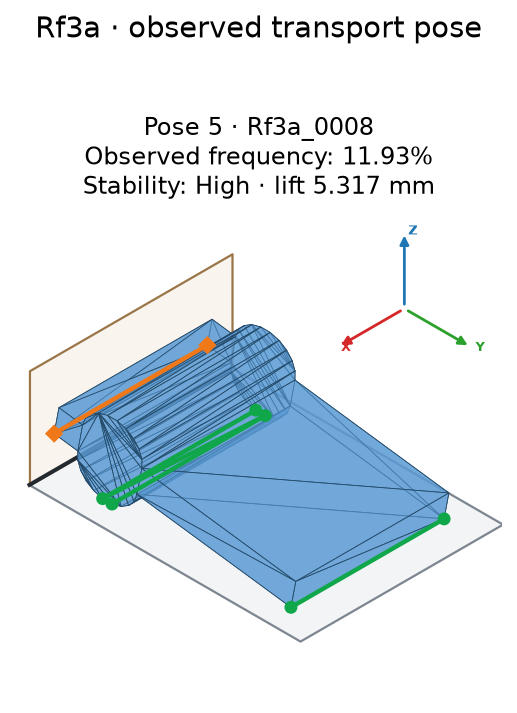 Rf3a · observed transport pose
Pose 5 · Rf3a_0008
Observed frequency: 11.93%
Stability: High · lift 5.317 mm
Z
X
Y